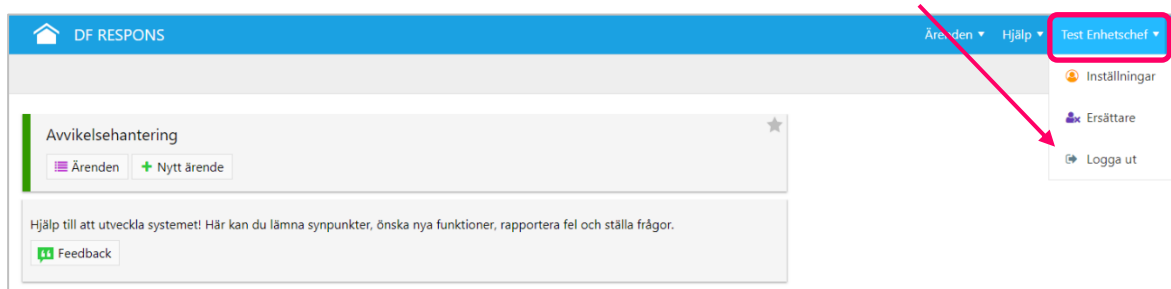 DF RESPONS
Ärenden Hjälp Test Enhetschef
Inställningar
Ersättare
Logga ut
Avvikelsehantering
Ärenden Nytt ärende
Hjälp till att utveckla systemet! Här kan du lämna synpunkter, önska nya funktioner, rapportera fel och ställa frågor.
Feedback